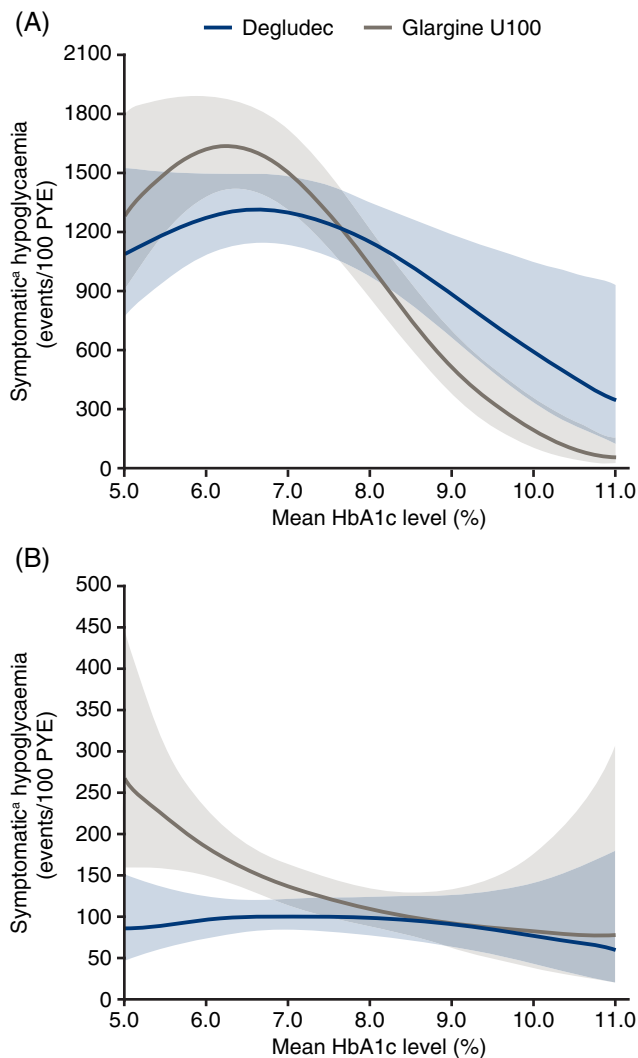 (A)
Degludec Glargine U100
Symptomaticᵃ hypoglycaemia
(events/100 PYE)
2100
1800
1500
1200
900
600
300
0
5.0 6.0 7.0 8.0 9.0 10.0 11.0
Mean HbA1c level (%)
(B)
Symptomaticᵃ hypoglycaemia
(events/100 PYE)
500
450
400
350
300
250
200
150
100
50
0
5.0 6.0 7.0 8.0 9.0 10.0 11.0
Mean HbA1c level (%)